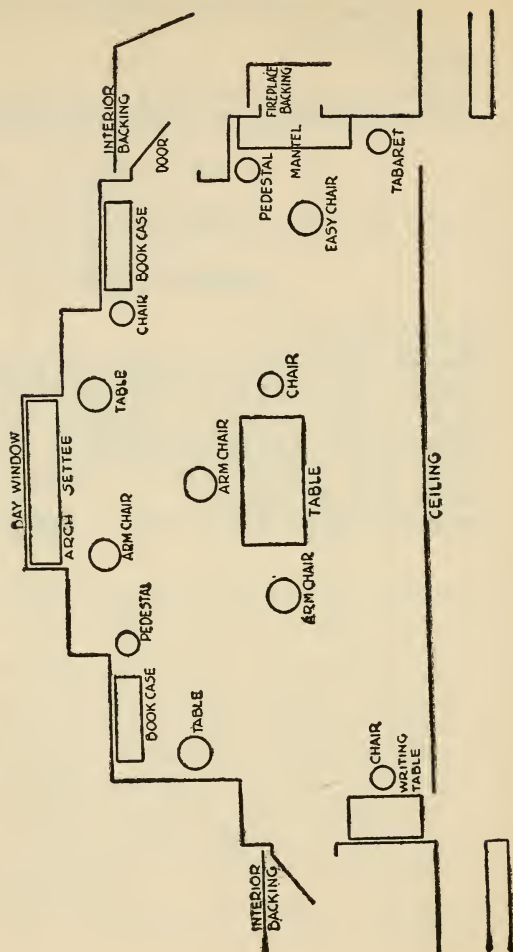 BAY WINDOW
ARCH SETTEE
INTERIOR
BACKING
PEDESTAL
ARM CHAIR
TABLE
CHAIR
BOOK CASE
BOOK CASE
DOOR
TABLE
ARM CHAIR
PEDESTAL
FIREPLACE
BACKING
INTERIOR
BACKING
ARM CHAIR
TABLE
CHAIR
MANTEL
EASY CHAIR
CHAIR
WRITING
TABLE
TABARET
CEILING